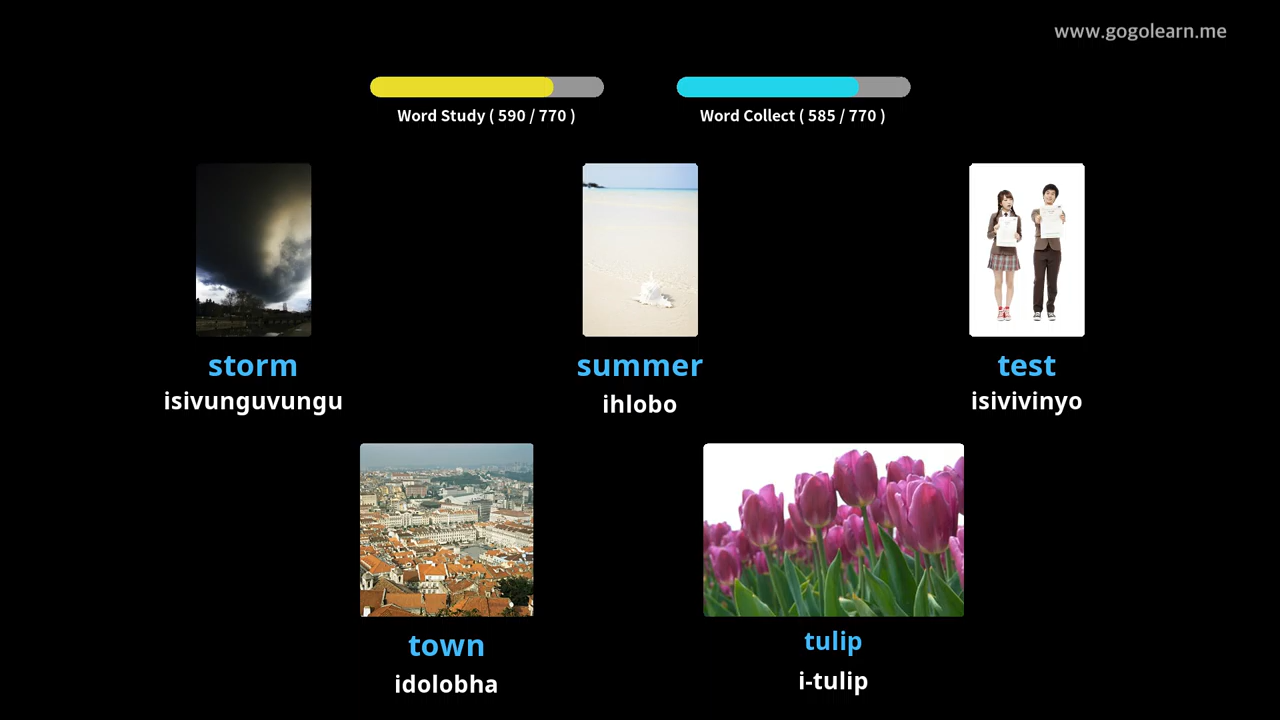 www.gogolearn.me
Word Study ( 590 / 770 )
Word Collect ( 585 / 770 )
storm
isivunguvungu
summer
ihlobo
test
isivivinyo
town
idolobha
tulip
i-tulip